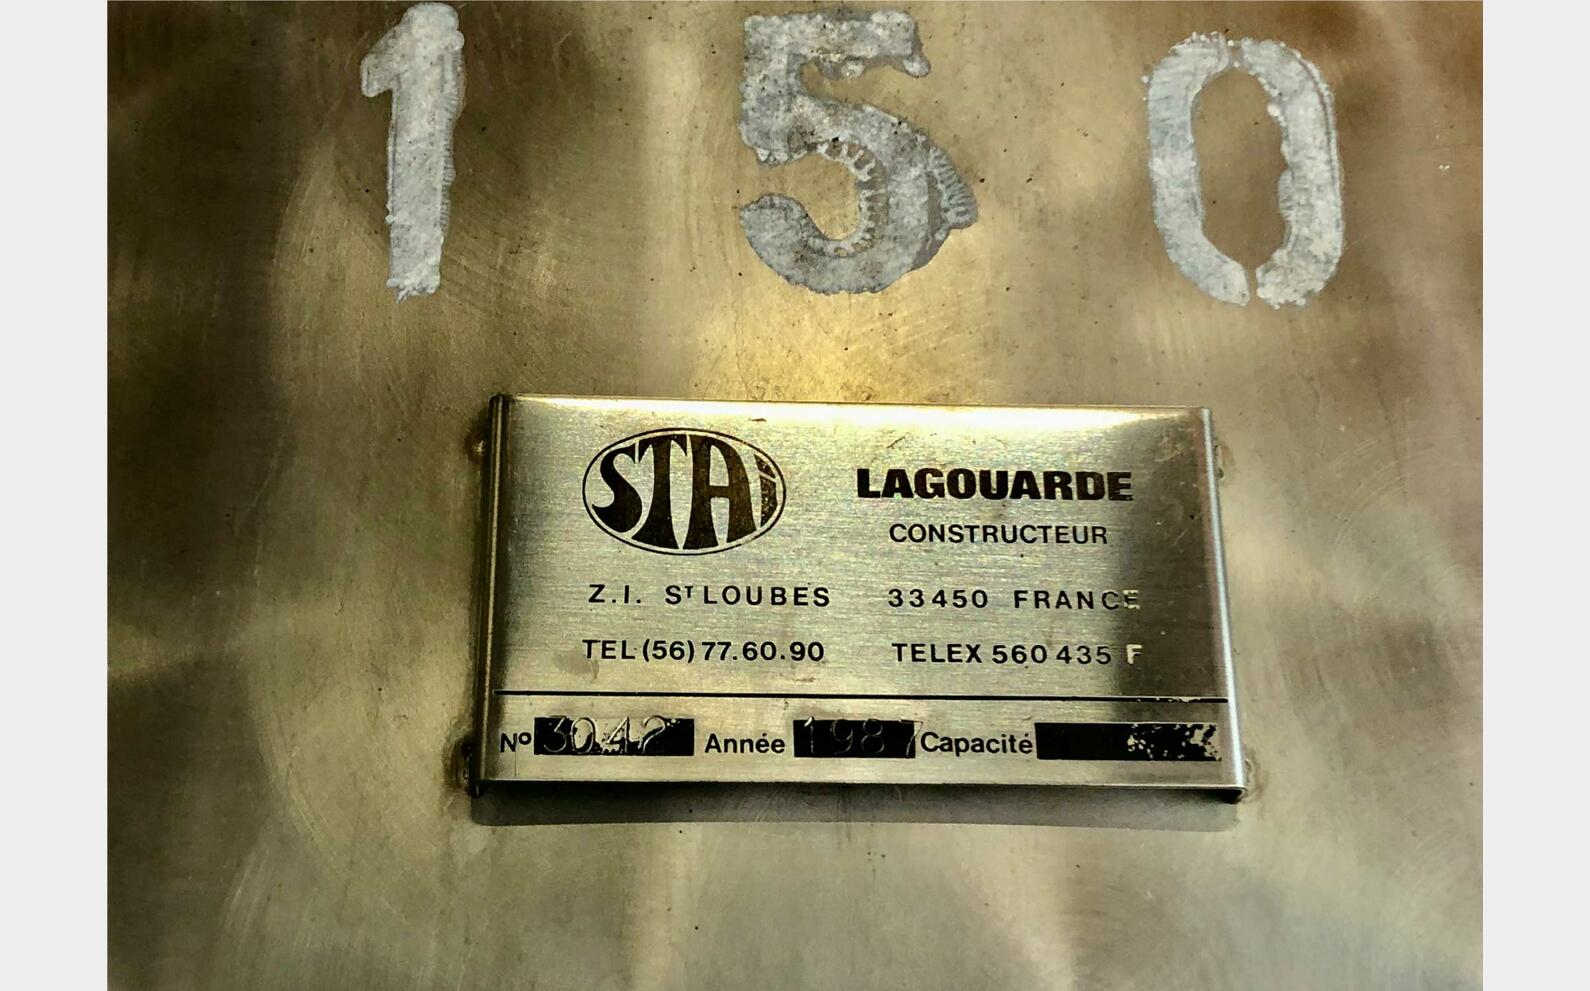 150
STAi
LAGOUARDE
CONSTRUCTEUR
Z.I. ST LOUBES 33450 FRANCE
TEL (56) 77.60.90 TELEX 560 435 F
No 3042 Année 1987 Capacité